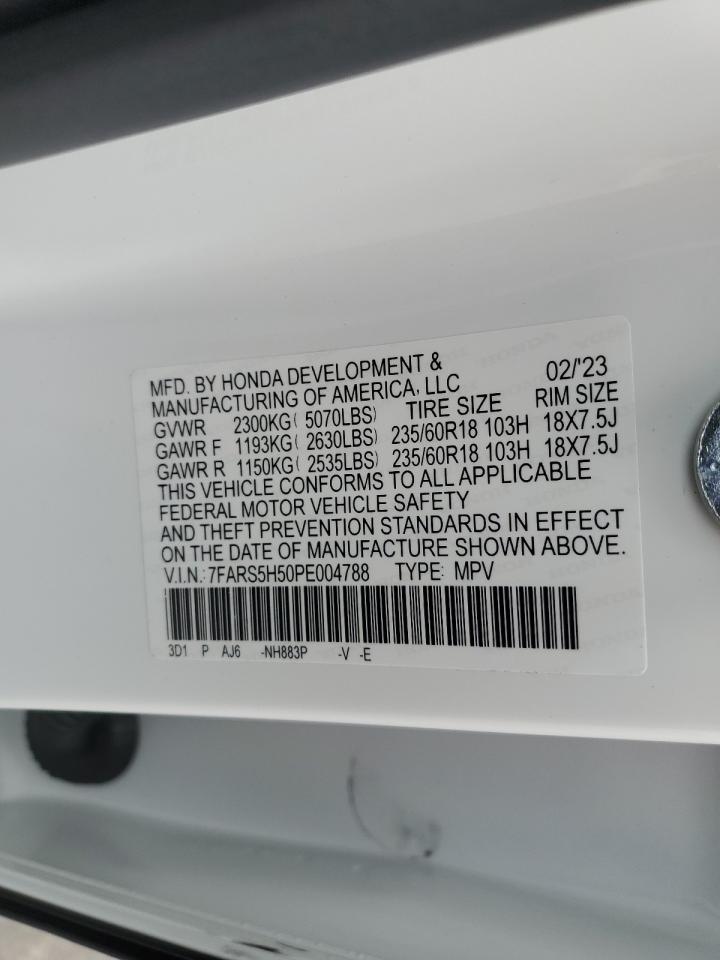 MFD. BY HONDA DEVELOPMENT & 02/'23
MANUFACTURING OF AMERICA, LLC
GVWR 2300KG( 5070LBS) TIRE SIZE RIM SIZE
GAWR F 1193KG( 2630LBS) 235/60R18 103H 18X7.5J
GAWR R 1150KG( 2535LBS) 235/60R18 103H 18X7.5J
THIS VEHICLE CONFORMS TO ALL APPLICABLE
FEDERAL MOTOR VEHICLE SAFETY
AND THEFT PREVENTION STANDARDS IN EFFECT
ON THE DATE OF MANUFACTURE SHOWN ABOVE.
V.I.N.: 7FARS5H50PE004788 TYPE: MPV
3D1 P AJ6 -NH883P -V -E